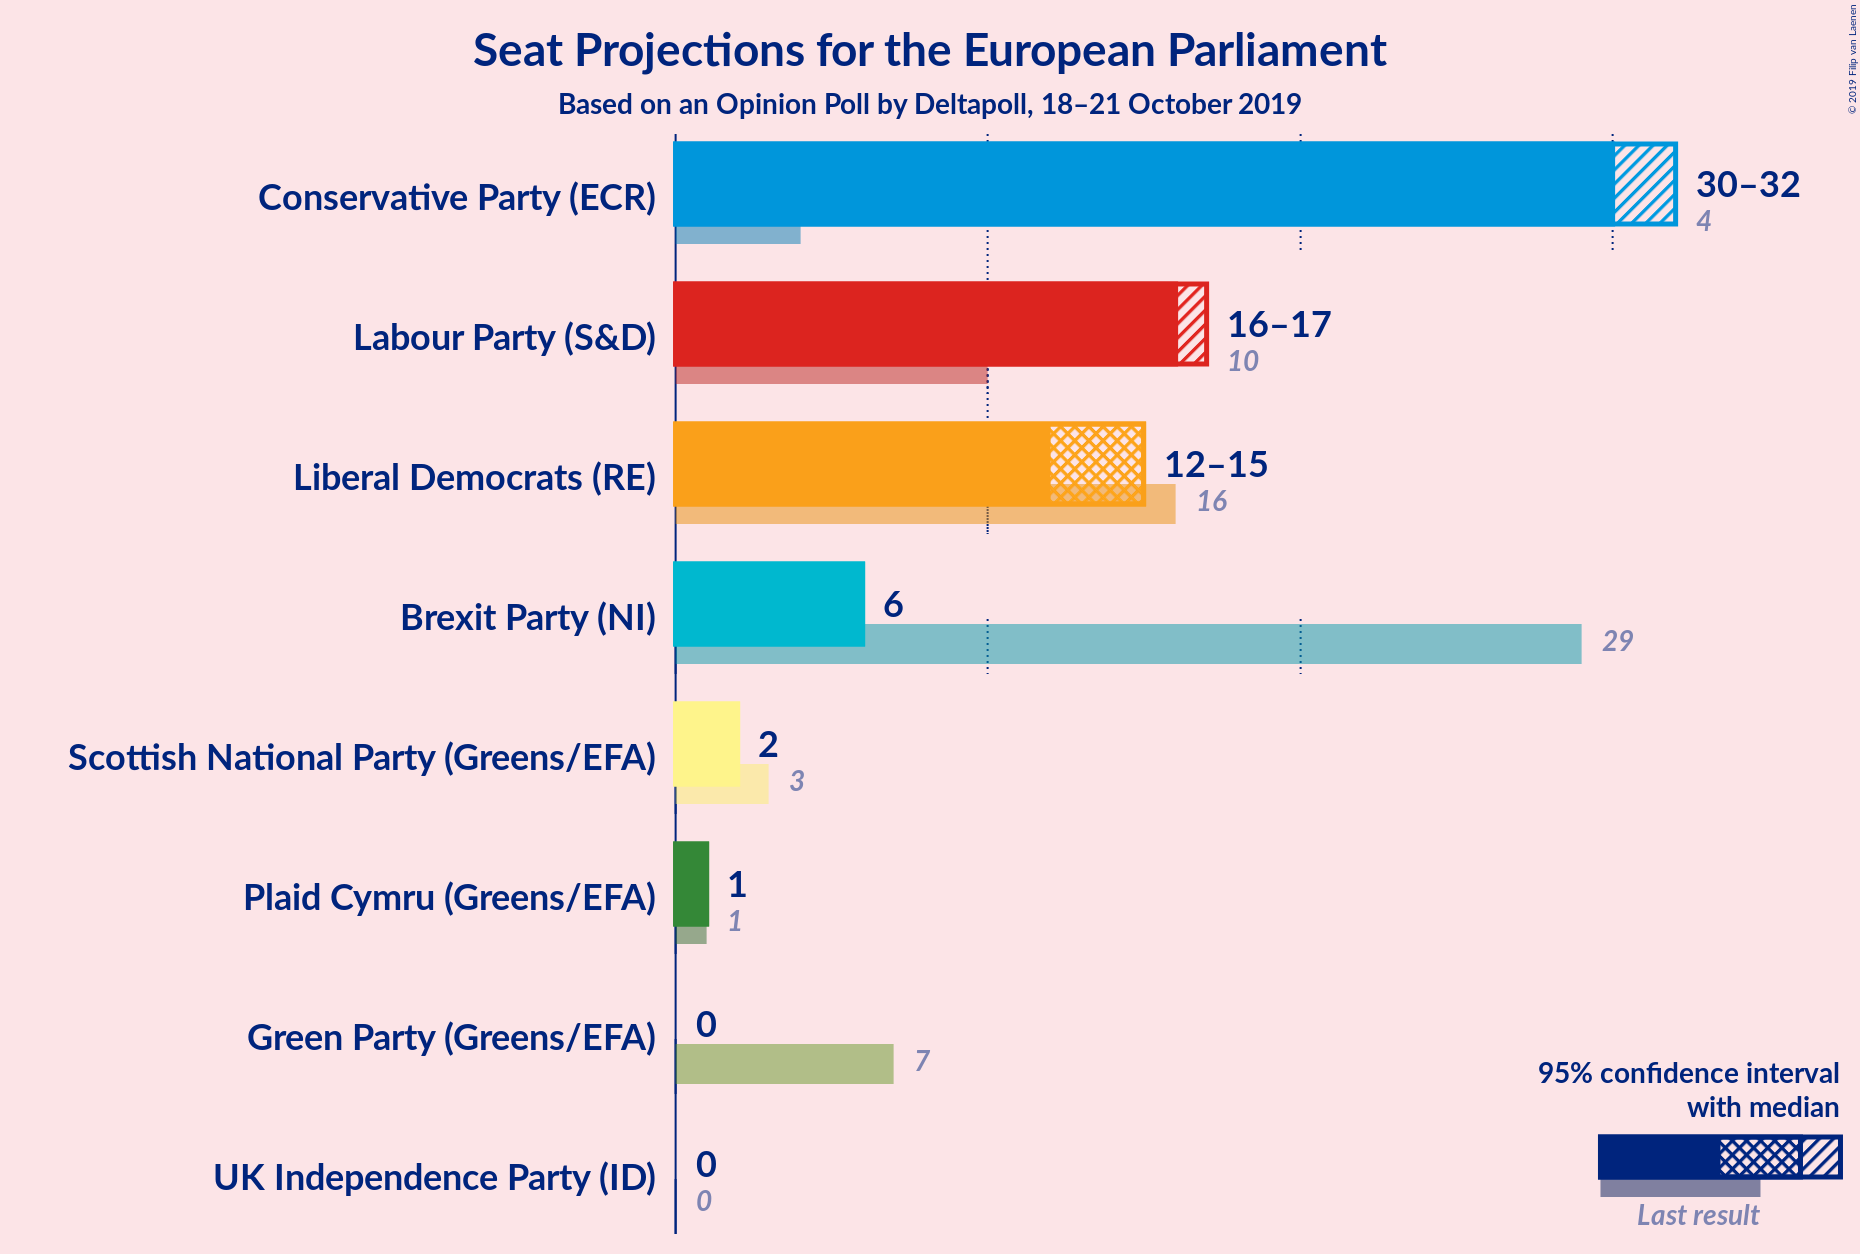 Seat Projections for the European Parliament
Based on an Opinion Poll by Deltapoll, 18–21 October 2019
© 2019 Filip van Laenen
Conservative Party (ECR)
30–32
4
Labour Party (S&D)
16–17
10
Liberal Democrats (RE)
12–15
16
Brexit Party (NI)
6
29
Scottish National Party (Greens/EFA)
2
3
Plaid Cymru (Greens/EFA)
1
1
Green Party (Greens/EFA)
0
7
UK Independence Party (ID)
0
0
95% confidence interval
with median
Last result